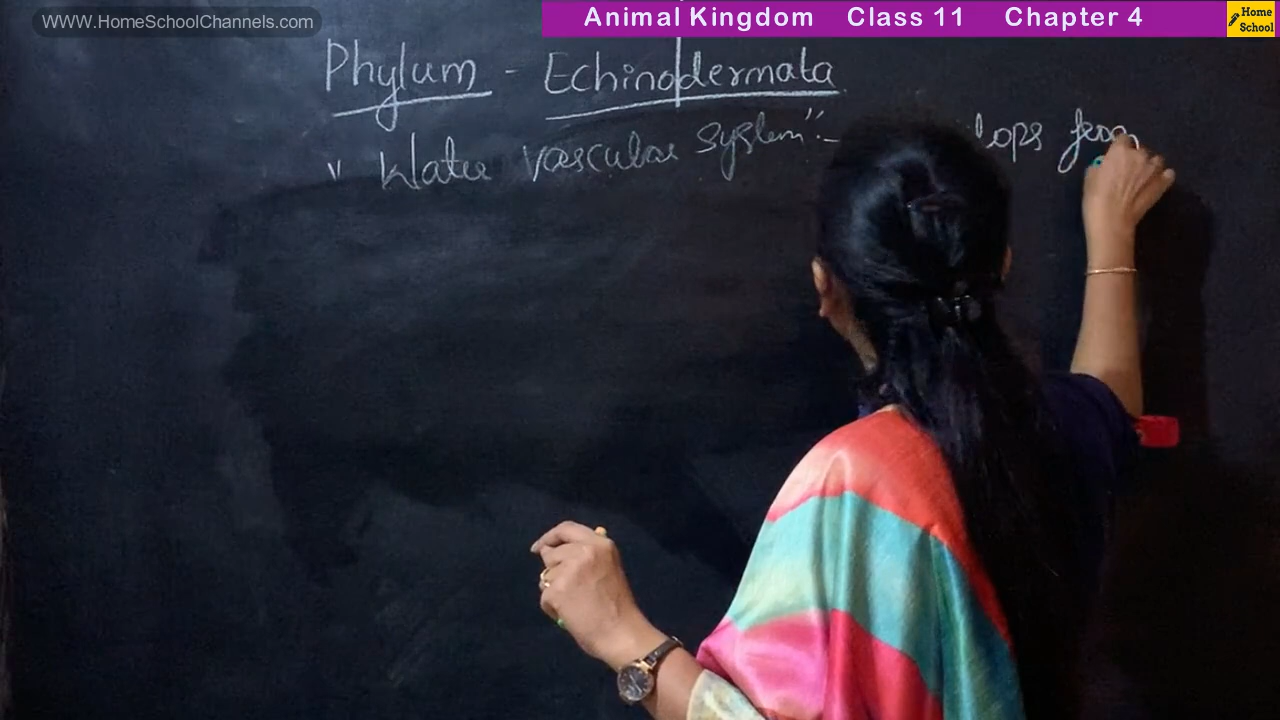 WWW.HomeSchoolChannels.com
Animal Kingdom Class 11 Chapter 4
Home
School
Phylum - Echinodermata
" Water vascular system":- lops from